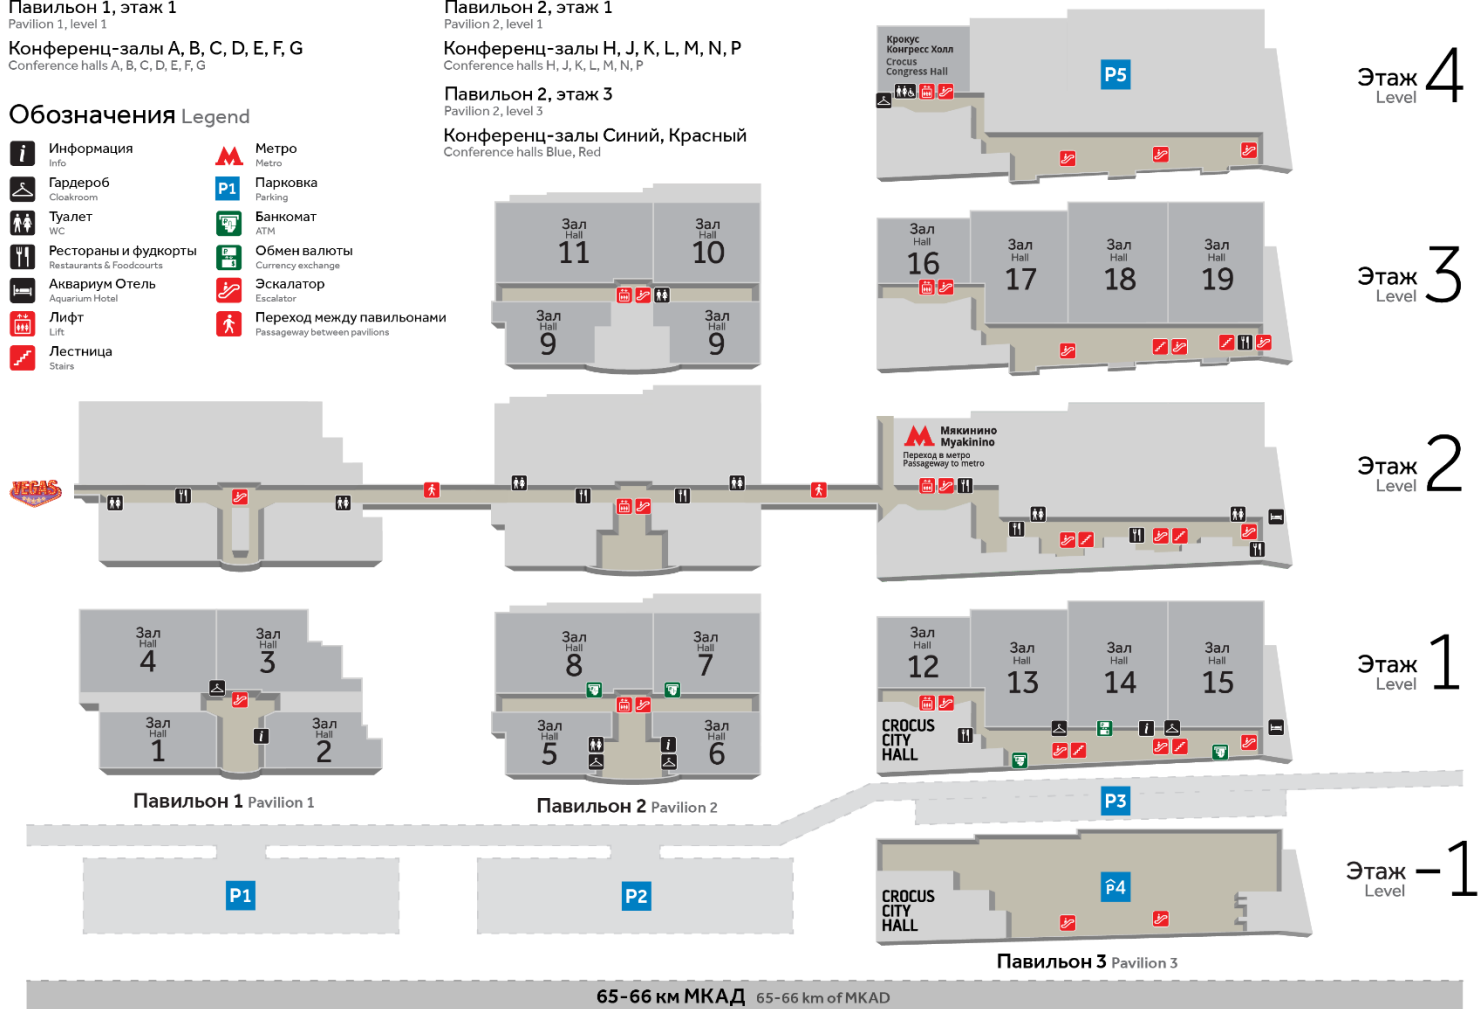 Павильон 1, этаж 1
Pavilion 1, level 1
Конференц-залы A, B, C, D, E, F, G
Conference halls A, B, C, D, E, F, G
Павильон 2, этаж 1
Pavilion 2, level 1
Конференц-залы H, J, K, L, M, N, P
Conference halls H, J, K, L, M, N, P
Павильон 2, этаж 3
Pavilion 2, level 3
Конференц-залы Синий, Красный
Conference halls Blue, Red
Обозначения Legend
Информация
Info
Гардероб
Cloakroom
Туалет
WC
Рестораны и фудкорты
Restaurants & Foodcourts
Аквариум Отель
Aquarium Hotel
Лифт
Lift
Лестница
Stairs
Метро
Metro
P1 Парковка
Parking
Банкомат
ATM
Обмен валюты
Currency exchange
Эскалатор
Escalator
Переход между павильонами
Passageway between pavilions
Крокус
Конгресс Холл
Crocus
Congress Hall
P5
Этаж 4
Level
Зал
Hall
11
Зал
Hall
10
Зал
Hall
9
Зал
Hall
9
Зал
Hall
16
Зал
Hall
17
Зал
Hall
18
Зал
Hall
19
Этаж 3
Level
VEGAS
Мякинино
Myakinino
Переход в метро
Passageway to metro
Этаж 2
Level
Зал
Hall
4
Зал
Hall
3
Зал
Hall
1
Зал
Hall
2
Павильон 1 Pavilion 1
Зал
Hall
8
Зал
Hall
7
Зал
Hall
5
Зал
Hall
6
Павильон 2 Pavilion 2
Зал
Hall
12
Зал
Hall
13
Зал
Hall
14
Зал
Hall
15
CROCUS
CITY
HALL
Этаж 1
Level
P3
P1
P2
P4
CROCUS
CITY
HALL
Этаж -1
Level
Павильон 3 Pavilion 3
65-66 км МКАД 65-66 km of MKAD